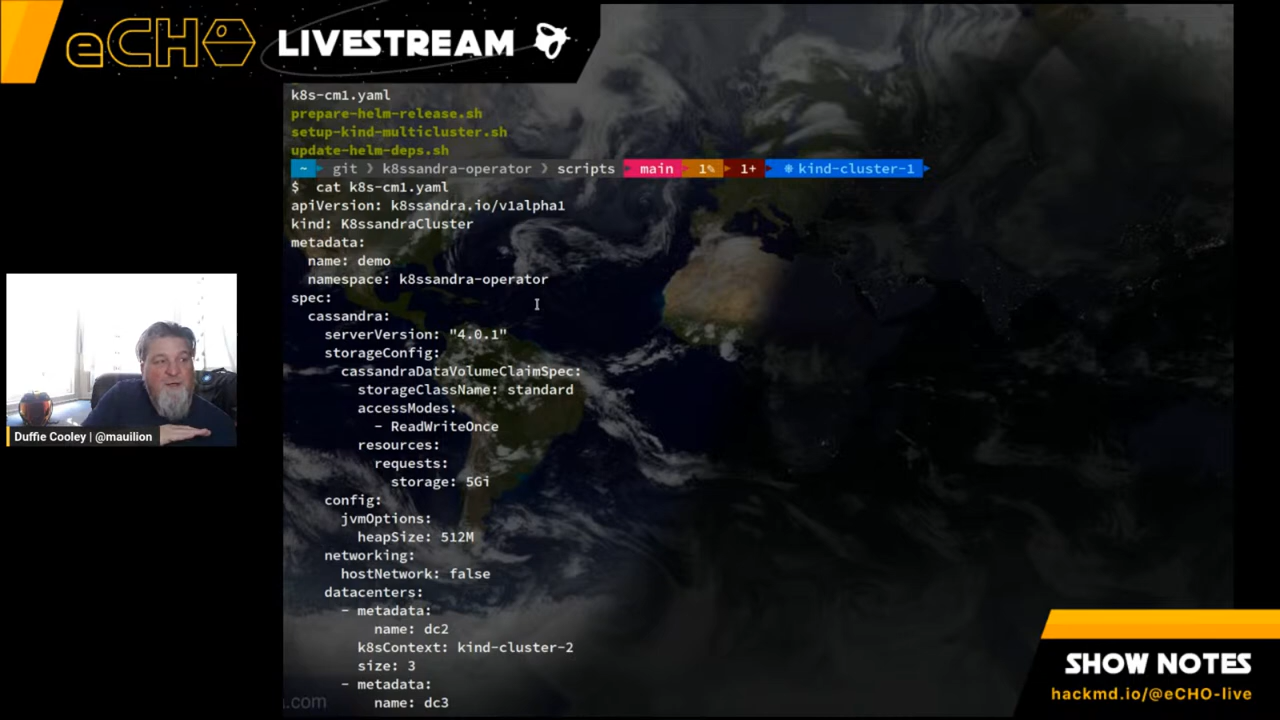 eCHO LIVESTREAM
k8s-cm1.yaml
prepare-helm-release.sh
setup-kind-multicluster.sh
update-helm-deps.sh
~ git > k8ssandra-operator > scripts main 1✎ 1+ ⎈ kind-cluster-1
$ cat k8s-cm1.yaml
apiVersion: k8ssandra.io/v1alpha1
kind: K8ssandraCluster
metadata:
  name: demo
  namespace: k8ssandra-operator
spec:
  cassandra:
    serverVersion: "4.0.1"
    storageConfig:
      cassandraDataVolumeClaimSpec:
        storageClassName: standard
        accessModes:
          - ReadWriteOnce
        resources:
          requests:
            storage: 5Gi
    config:
      jvmOptions:
        heapSize: 512M
    networking:
      hostNetwork: false
    datacenters:
      - metadata:
          name: dc2
        k8sContext: kind-cluster-2
        size: 3
      - metadata:
          name: dc3
.com
Duffie Cooley | @mauilion
SHOW NOTES
hackmd.io/@eCHO-live